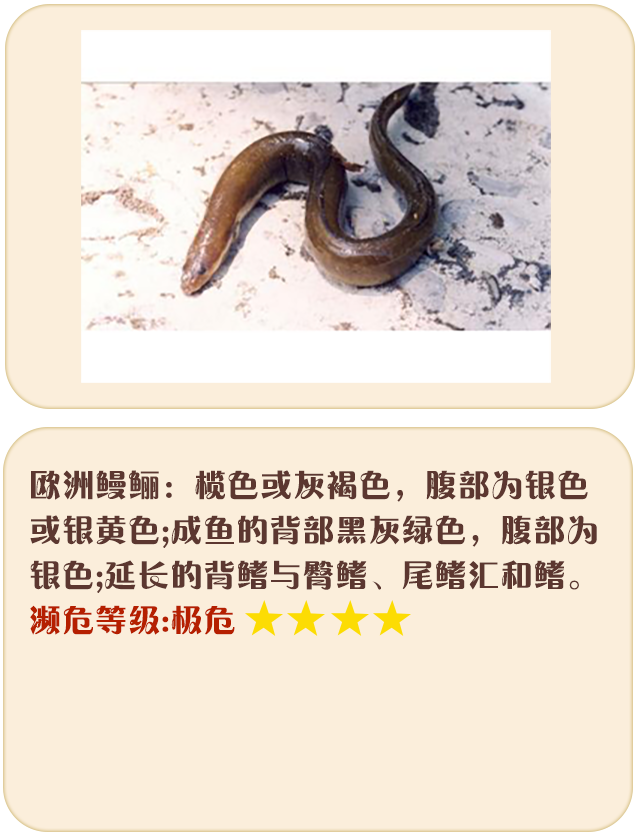 欧洲鳗鲡：榄色或灰褐色，腹部为银色
或银黄色;成鱼的背部黑灰绿色，腹部为
银色;延长的背鳍与臀鳍、尾鳍汇和鳍。
濒危等级:极危 ★★★★